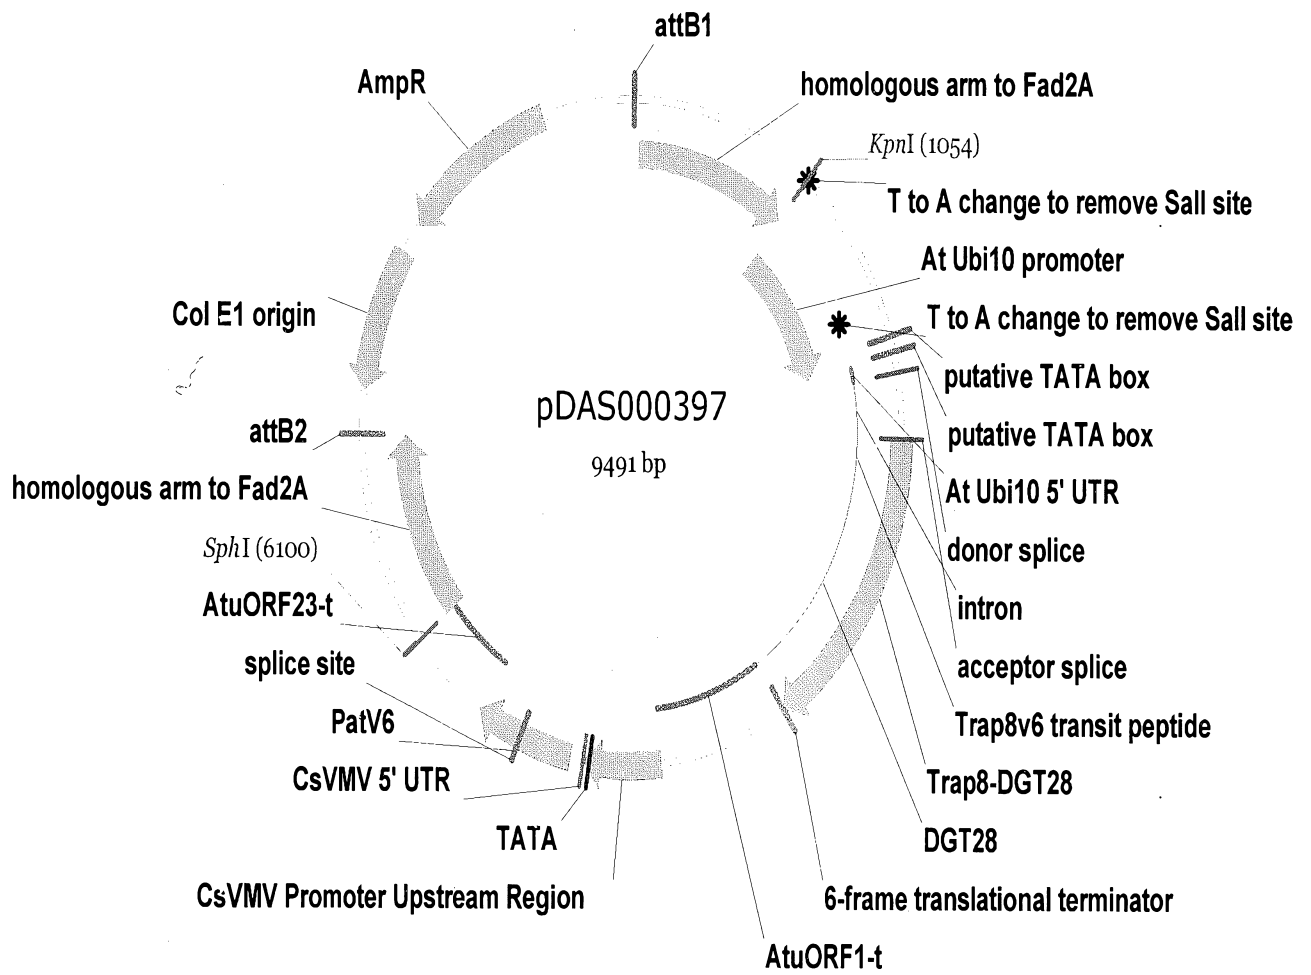 attB1
AmpR
homologous arm to Fad2A
KpnI (1054)
T to A change to remove SalI site
At Ubi10 promoter
Col E1 origin
T to A change to remove SalI site
putative TATA box
pDAS000397
attB2
putative TATA box
9491 bp
homologous arm to Fad2A
At Ubi10 5' UTR
SphI (6100)
donor splice
AtuORF23-t
intron
splice site
acceptor splice
PatV6
Trap8v6 transit peptide
CsVMV 5' UTR
Trap8-DGT28
TATA
DGT28
CsVMV Promoter Upstream Region
6-frame translational terminator
AtuORF1-t